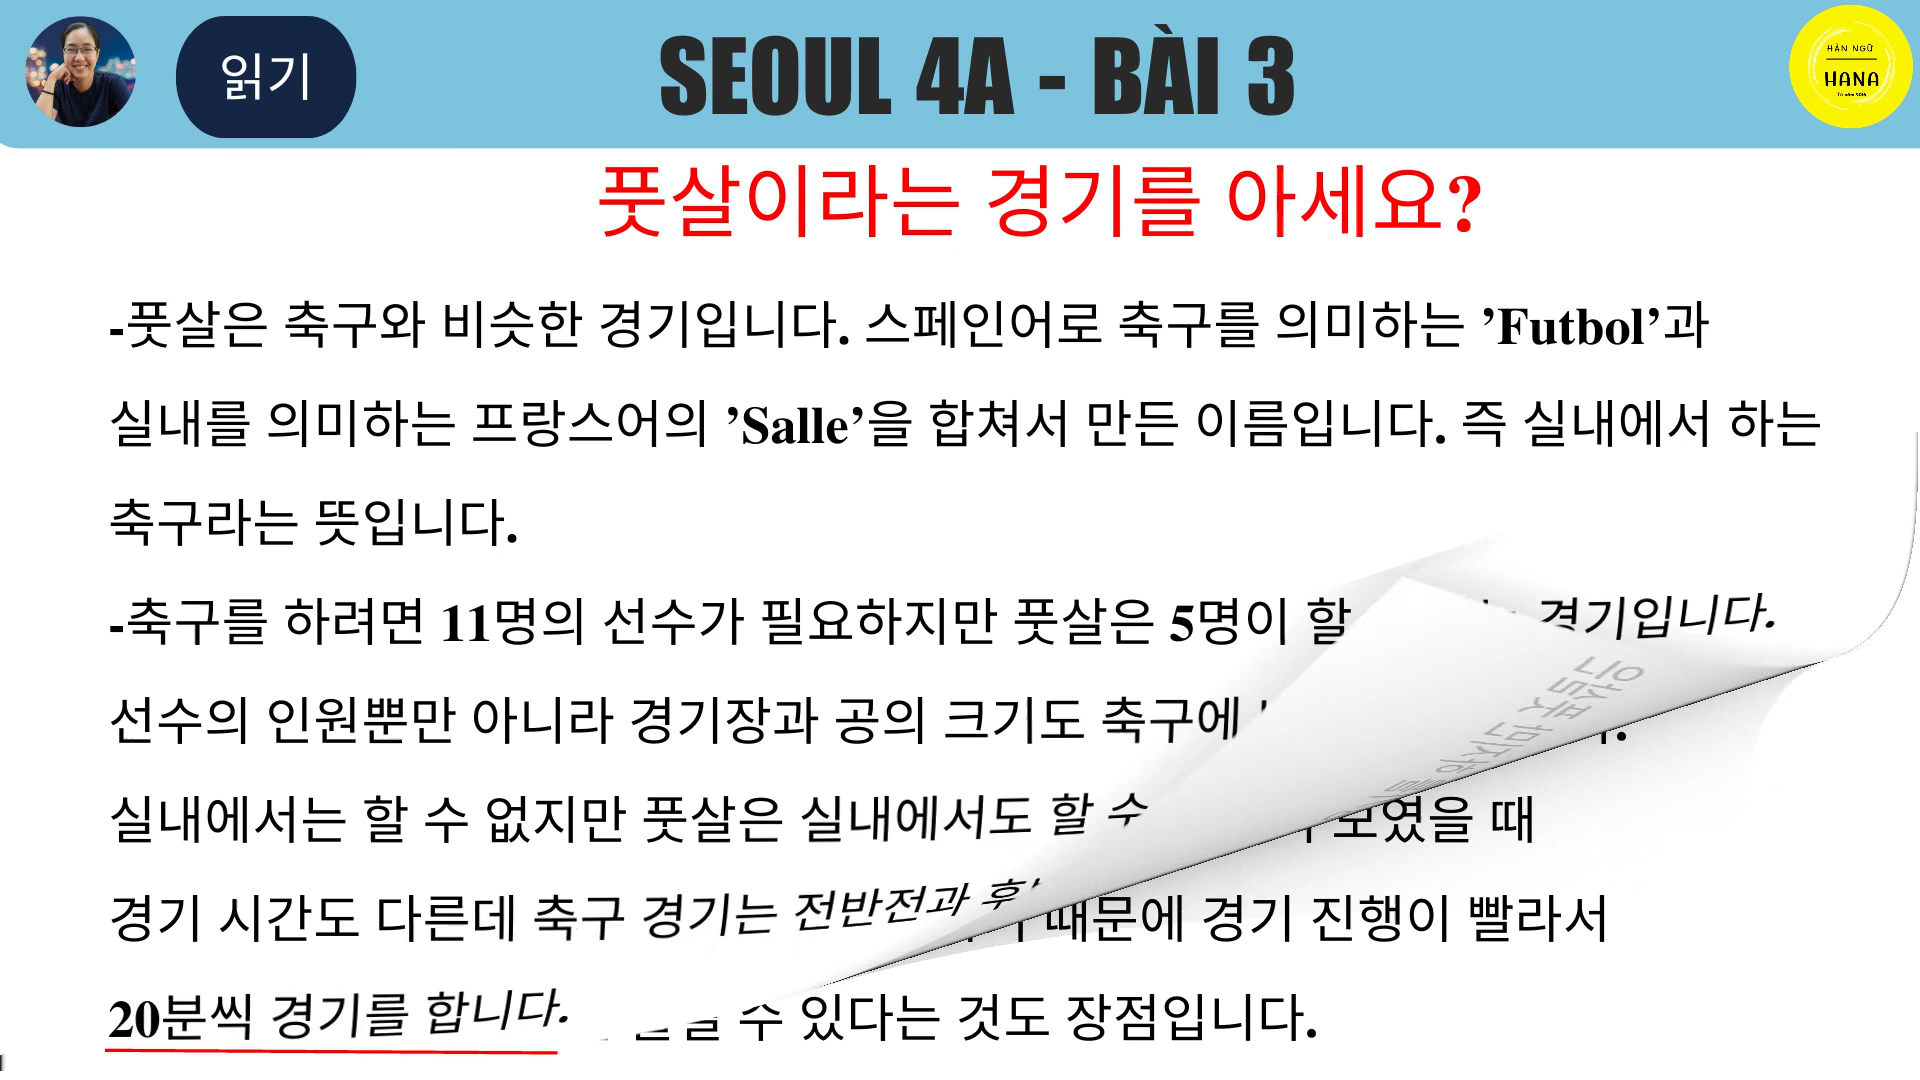 읽기
SEOUL 4A - BÀI 3
HÀN NGỮ
HANA
풋살이라는 경기를 아세요?
-풋살은 축구와 비슷한 경기입니다. 스페인어로 축구를 의미하는 ’Futbol’과
실내를 의미하는 프랑스어의 ’Salle’을 합쳐서 만든 이름입니다. 즉 실내에서 하는
축구라는 뜻입니다.
-축구를 하려면 11명의 선수가 필요하지만 풋살은 5명이 할 경기입니다.
선수의 인원뿐만 아니라 경기장과 공의 크기도 축구에
실내에서는 할 수 없지만 풋살은 실내에서도 할 수 모였을 때
경기 시간도 다른데 축구 경기는 전반전과 때문에 경기 진행이 빨라서
20분씩 경기를 합니다. 수 있다는 것도 장점입니다.